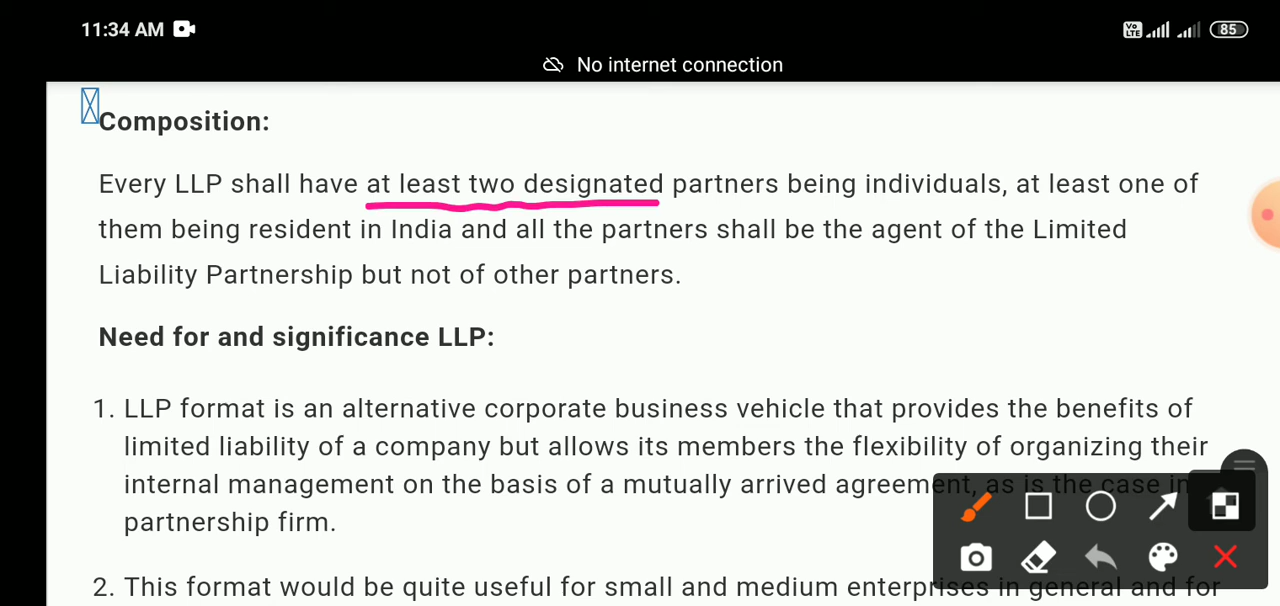 11:34 AM
Vo LTE
85
No internet connection
Composition:
Every LLP shall have at least two designated partners being individuals, at least one of
them being resident in India and all the partners shall be the agent of the Limited
Liability Partnership but not of other partners.
Need for and significance LLP:
1. LLP format is an alternative corporate business vehicle that provides the benefits of
limited liability of a company but allows its members the flexibility of organizing their
internal management on the basis of a mutually arrived agreement, as is the case in
partnership firm.
2. This format would be quite useful for small and medium enterprises in general and for